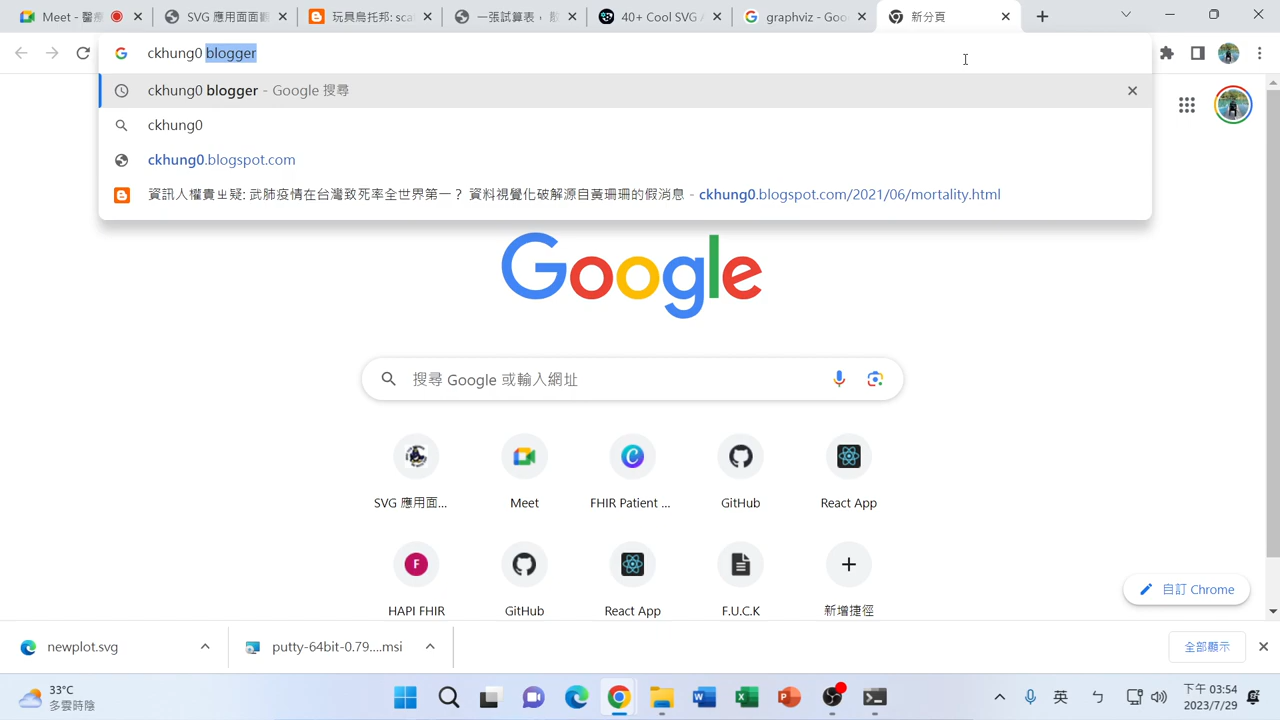 Meet - 醫療
SVG 應用面面觀
玩具烏托邦: sca
一張試算表，
40+ Cool SVG
graphviz - Goo
新分頁
ckhung0 blogger
ckhung0 blogger - Google 搜尋
ckhung0
ckhung0.blogspot.com
資訊人權貴ㄓ疑: 武肺疫情在台灣致死率全世界第一？ 資料視覺化破解源自黃珊珊的假消息 - ckhung0.blogspot.com/2021/06/mortality.html
Google
搜尋 Google 或輸入網址
SVG 應用面...
Meet
FHIR Patient ...
GitHub
React App
F
HAPI FHIR
GitHub
React App
F.U.C.K
新增捷徑
自訂 Chrome
newplot.svg
putty-64bit-0.79....msi
全部顯示
33°C
多雲時陰
英
下午 03:54
2023/7/29